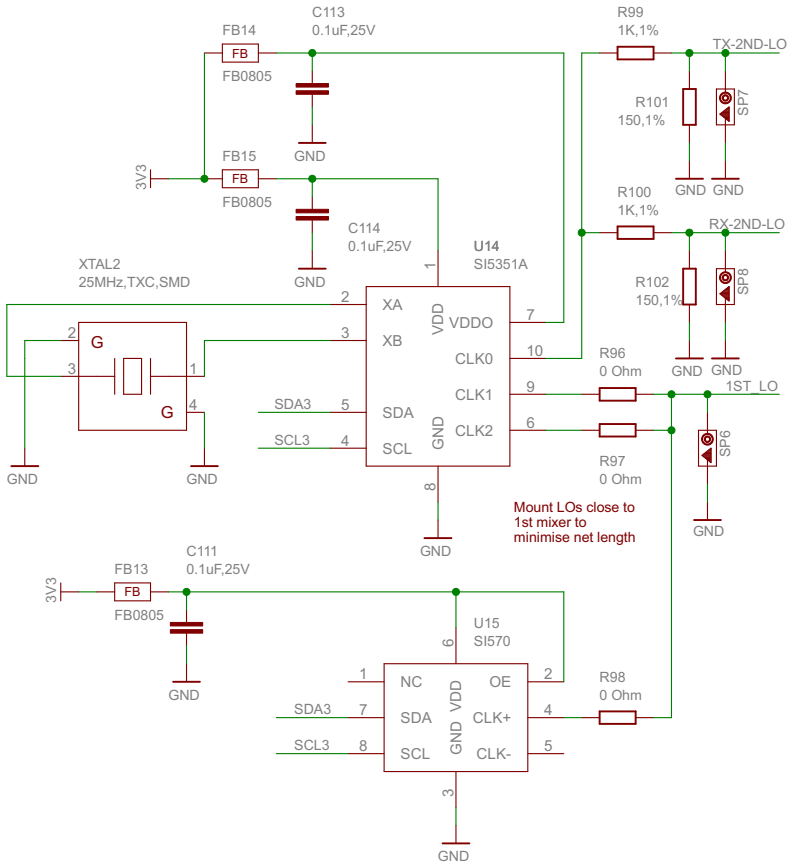 C113
0.1uF,25V
FB14
FB
FB0805
GND
R99
1K,1%
TX-2ND-LO
R101
150,1%
SP7
GND
GND
3V3
FB15
FB
FB0805
C114
0.1uF,25V
GND
R100
1K,1%
RX-2ND-LO
R102
150,1%
SP8
GND
GND
XTAL2
25MHz,TXC,SMD
2
G
3
1
G
4
GND
GND
U14
SI5351A
1
2
XA
VDD
VDDO
7
3
XB
CLK0
10
CLK1
9
SDA3
5
SDA
GND
CLK2
6
SCL3
4
SCL
8
GND
R96
0 Ohm
1ST_LO
R97
0 Ohm
SP6
GND
Mount LOs close to
1st mixer to
minimise net length
3V3
FB13
FB
FB0805
C111
0.1uF,25V
GND
U15
SI570
6
1
NC
VDD
OE
2
SDA3
7
SDA
CLK+
4
SCL3
8
SCL
GND
CLK-
5
3
GND
R98
0 Ohm